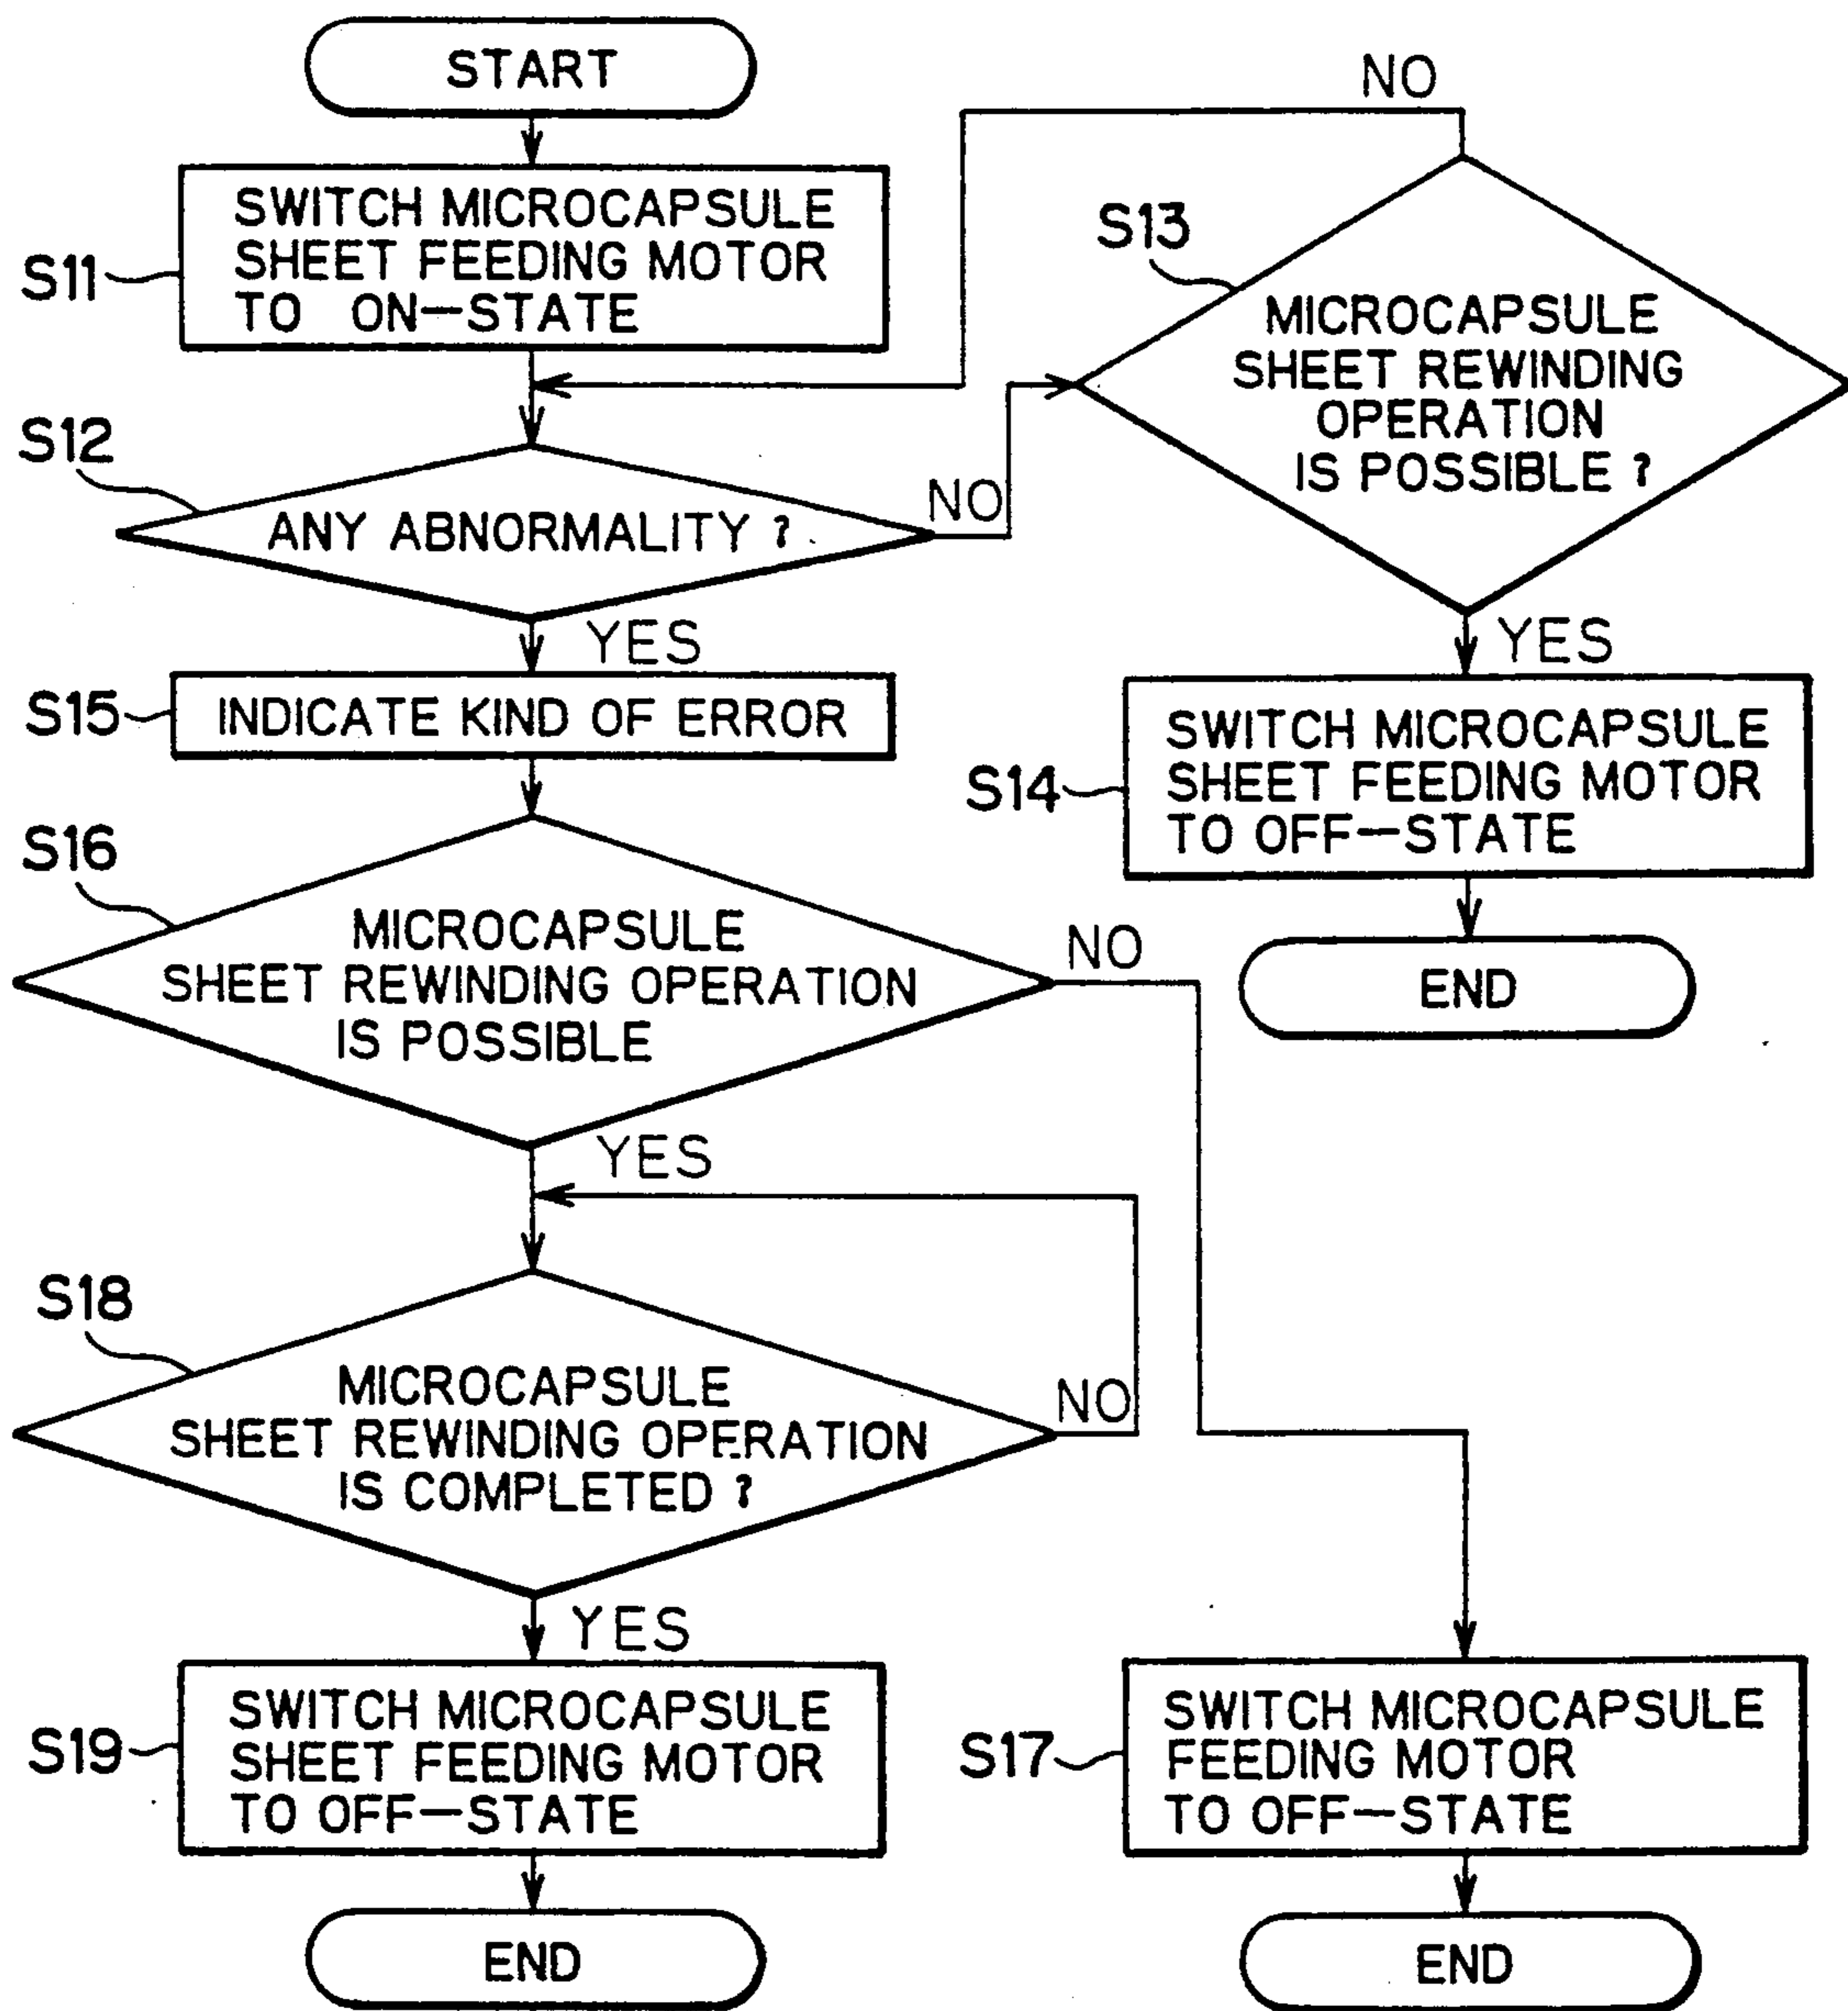 START
S11
SWITCH MICROCAPSULE
SHEET FEEDING MOTOR
TO ON-STATE
NO
S13
MICROCAPSULE
SHEET REWINDING
OPERATION
IS POSSIBLE ?
S12
ANY ABNORMALITY ?
NO
YES
YES
S15
INDICATE KIND OF ERROR
S14
SWITCH MICROCAPSULE
SHEET FEEDING MOTOR
TO OFF-STATE
END
S16
MICROCAPSULE
SHEET REWINDING OPERATION
IS POSSIBLE
NO
YES
S18
MICROCAPSULE
SHEET REWINDING OPERATION
IS COMPLETED ?
NO
YES
S19
SWITCH MICROCAPSULE
SHEET FEEDING MOTOR
TO OFF-STATE
END
S17
SWITCH MICROCAPSULE
FEEDING MOTOR
TO OFF-STATE
END